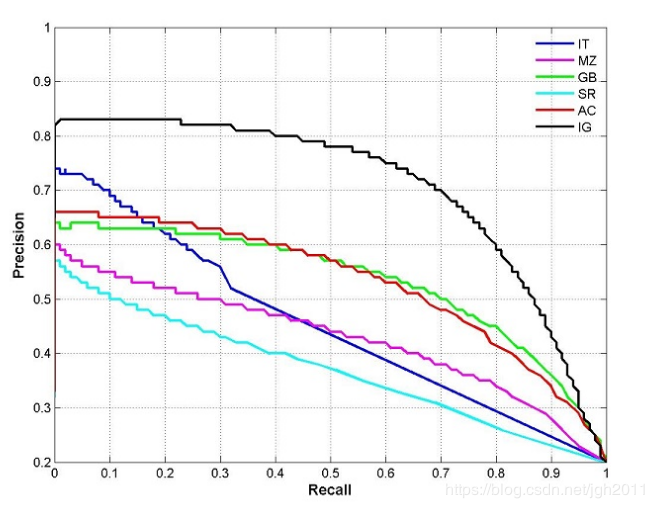 1
0.9
0.8
0.7
0.6
0.5
0.4
0.3
0.2
Precision
IT
MZ
GB
SR
AC
IG
0 0.1 0.2 0.3 0.4 0.5 0.6 0.7 0.8 0.9 1
Recall
https://blog.csdn.net/jgh2011